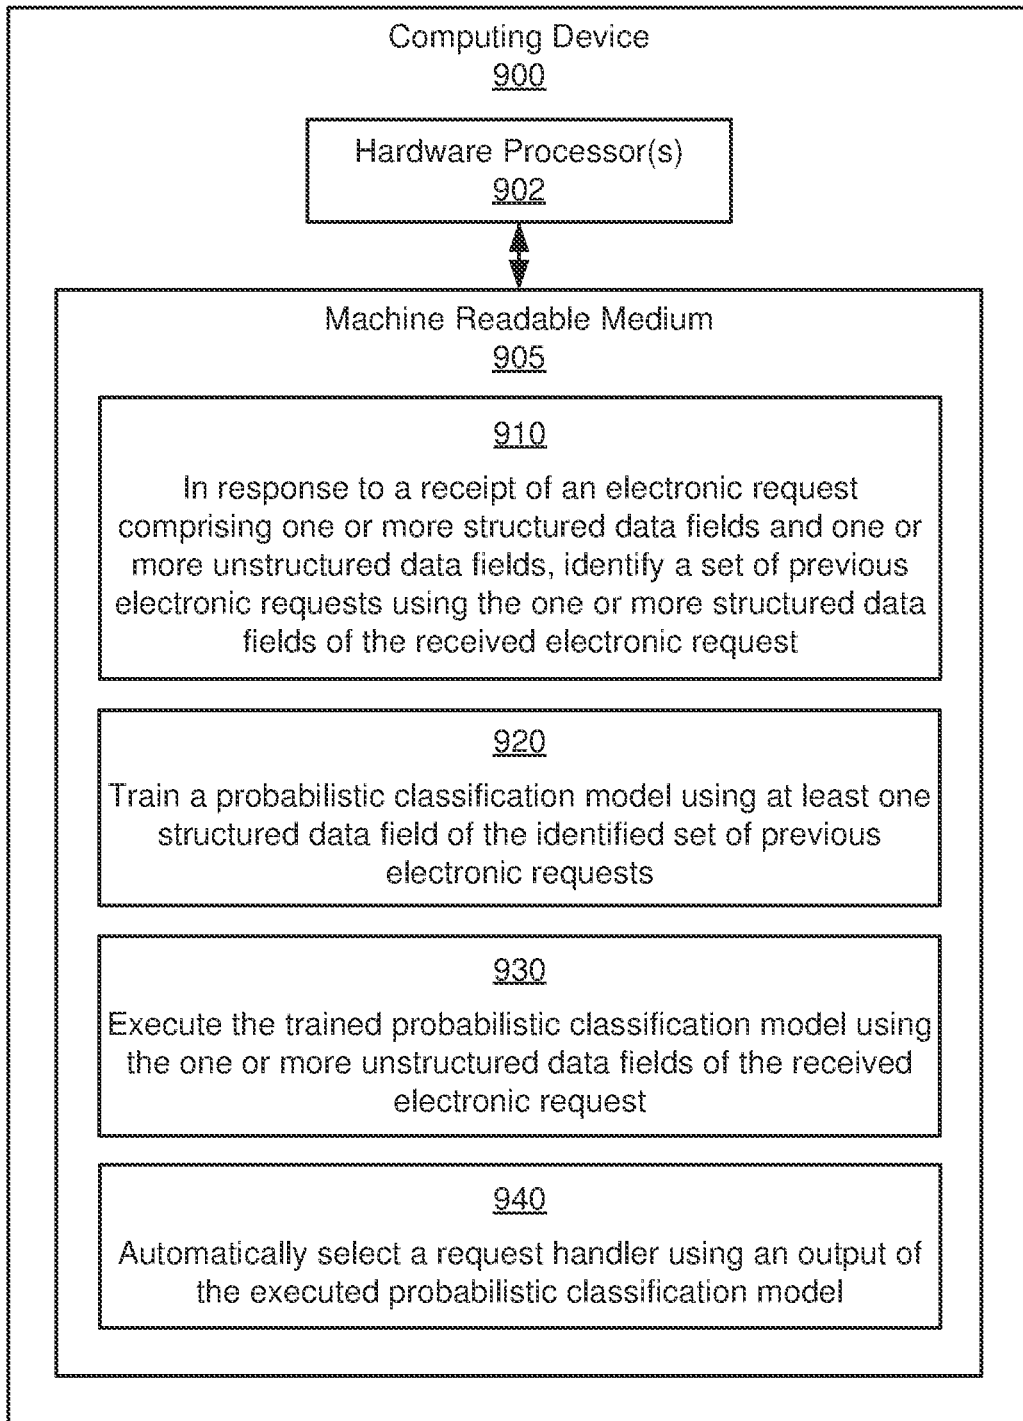 Computing Device
900
Hardware Processor(s)
902
Machine Readable Medium
905
910
In response to a receipt of an electronic request
comprising one or more structured data fields and one or
more unstructured data fields, identify a set of previous
electronic requests using the one or more structured data
fields of the received electronic request
920
Train a probabilistic classification model using at least one
structured data field of the identified set of previous
electronic requests
930
Execute the trained probabilistic classification model using
the one or more unstructured data fields of the received
electronic request
940
Automatically select a request handler using an output of
the executed probabilistic classification model